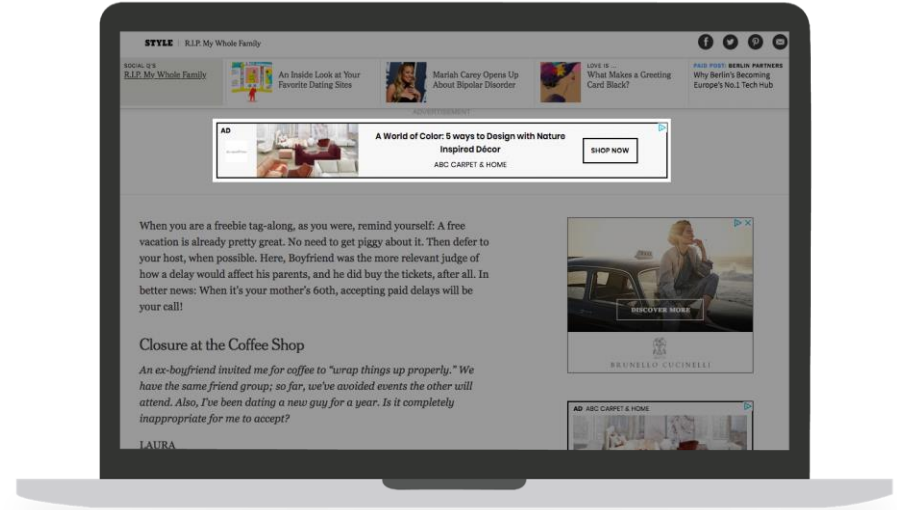 STYLE | R.I.P. My Whole Family
SOCIAL Q'S
R.I.P. My Whole Family
An Inside Look at Your
Favorite Dating Sites
Mariah Carey Opens Up
About Bipolar Disorder
LOVE IS ...
What Makes a Greeting
Card Black?
PAID POST: BERLIN PARTNERS
Why Berlin's Becoming
Europe's No.1 Tech Hub
ADVERTISEMENT
AD
A World of Color: 5 ways to Design with Nature
Inspired Décor
ABC CARPET & HOME
SHOP NOW
When you are a freebie tag-along, as you were, remind yourself: A free
vacation is already pretty great. No need to get piggy about it. Then defer to
your host, when possible. Here, Boyfriend was the more relevant judge of
how a delay would affect his parents, and he did buy the tickets, after all. In
better news: When it's your mother's 60th, accepting paid delays will be
your call!
Closure at the Coffee Shop
An ex-boyfriend invited me for coffee to "wrap things up properly." We
have the same friend group; so far, we've avoided events the other will
attend. Also, I've been dating a new guy for a year. Is it completely
inappropriate for me to accept?
LAURA
DISCOVER MORE
BRUNELLO CUCINELLI
AD ABC CARPET & HOME